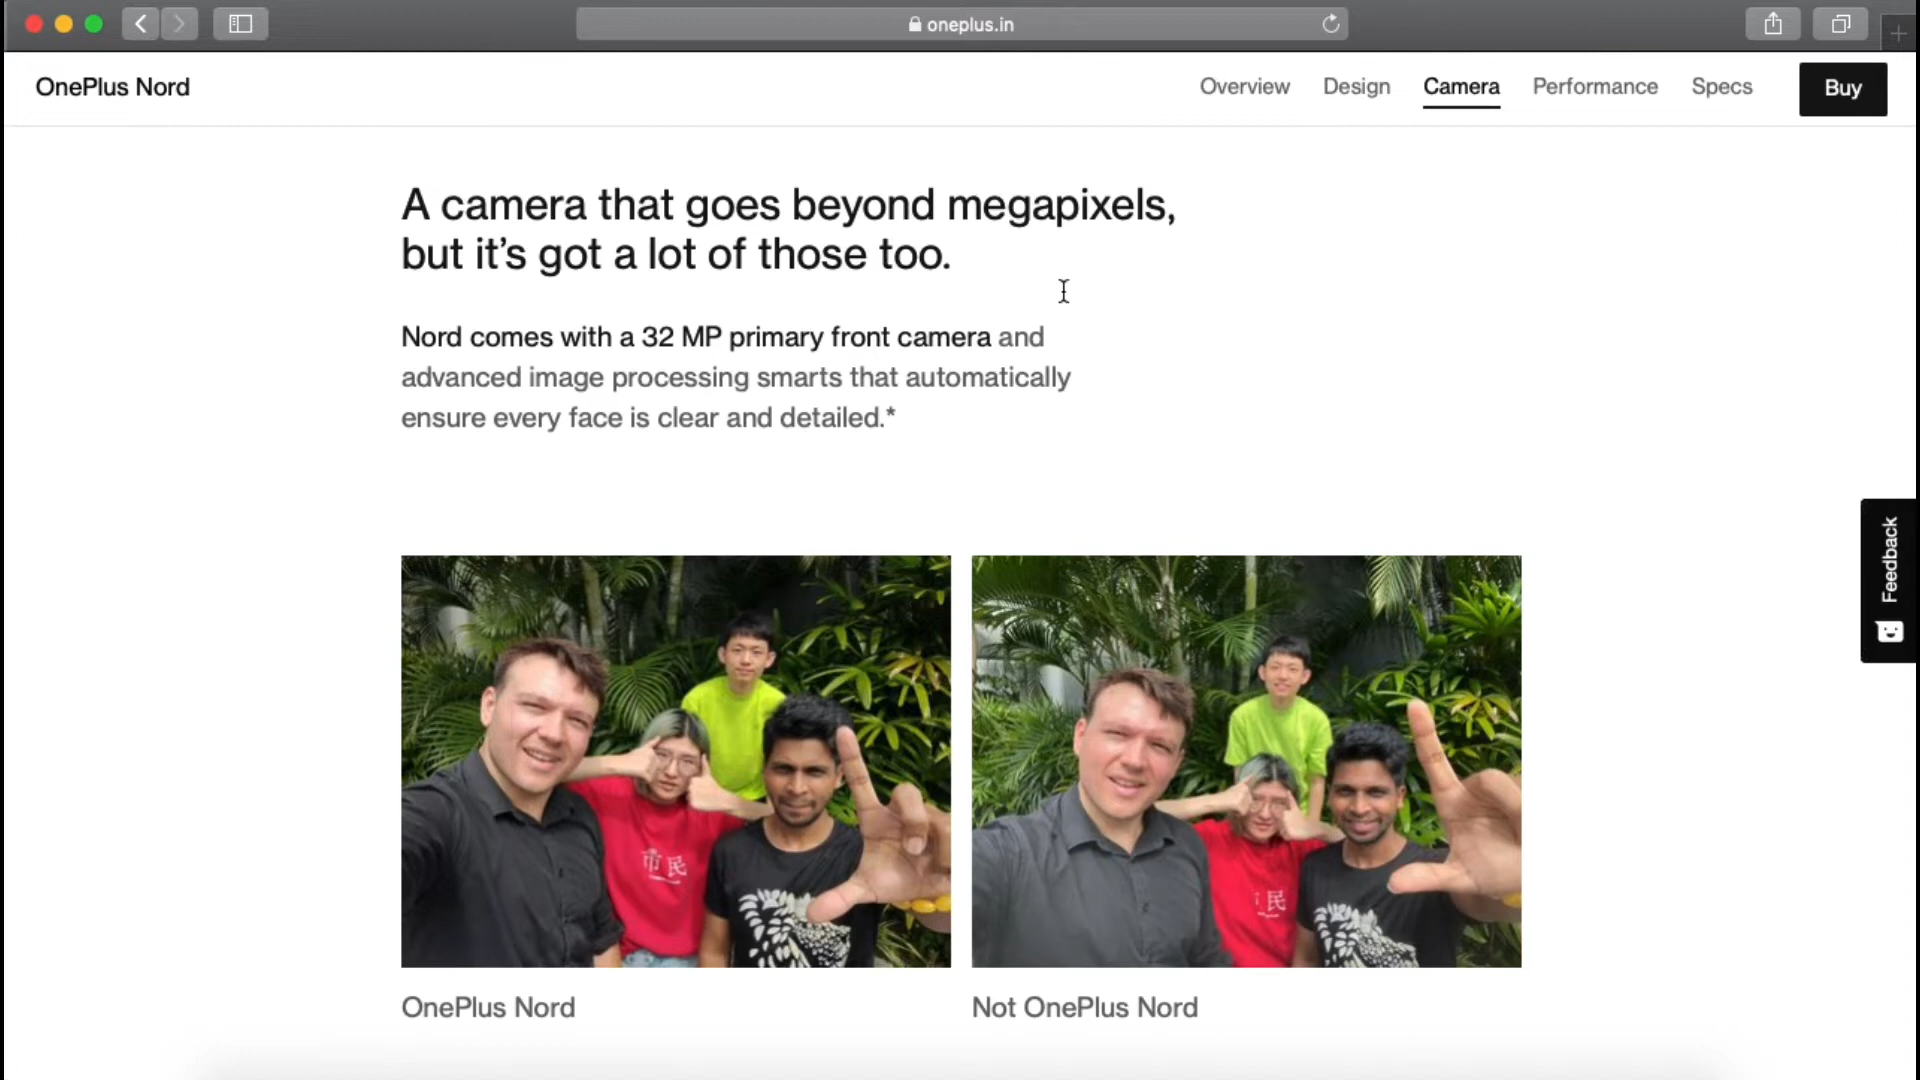 oneplus.in
OnePlus Nord
Overview
Design
Camera
Performance
Specs
Buy
A camera that goes beyond megapixels,
but it’s got a lot of those too.
Nord comes with a 32 MP primary front camera and
advanced image processing smarts that automatically
ensure every face is clear and detailed.*
Feedback
市民
民
OnePlus Nord
Not OnePlus Nord